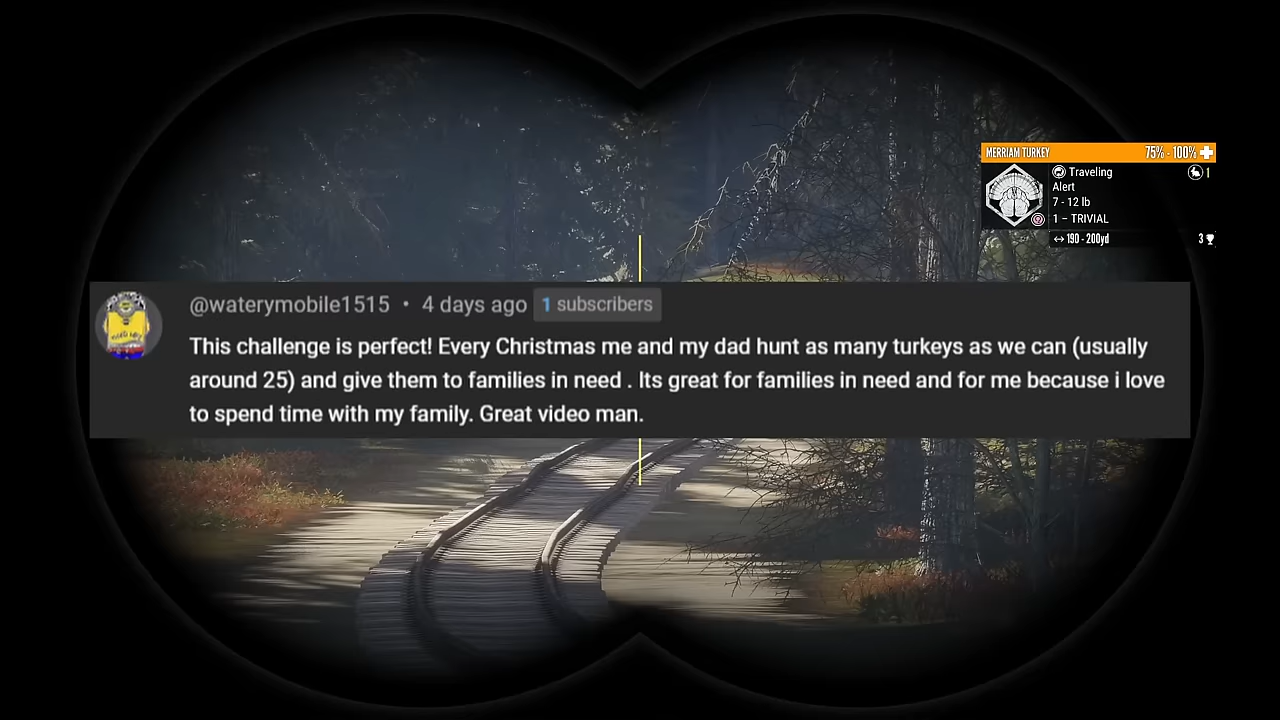 MERRIAM TURKEY 75% - 100%
Traveling 1
Alert
7 - 12 lb
1 - TRIVIAL
190 - 200yd 3
@waterymobile1515 • 4 days ago 1 subscribers
This challenge is perfect! Every Christmas me and my dad hunt as many turkeys as we can (usually
around 25) and give them to families in need . Its great for families in need and for me because i love
to spend time with my family. Great video man.